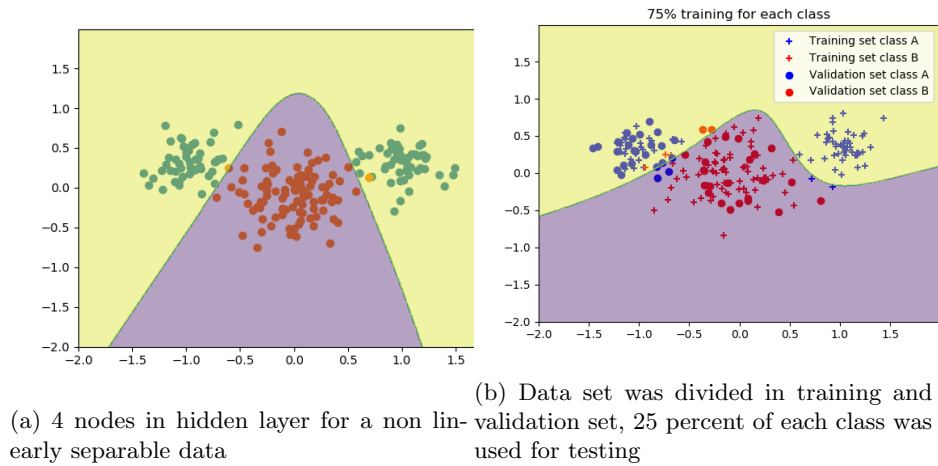 2.0
1.5
1.0
0.5
0.0
−0.5
−1.0
−1.5
−2.0
−2.0 −1.5 −1.0 −0.5 0.0 0.5 1.0 1.5
(a) 4 nodes in hidden layer for a non lin-
early separable data
75% training for each class
Training set class A
Training set class B
Validation set class A
Validation set class B
1.5
1.0
0.5
0.0
−0.5
−1.0
−1.5
−2.0
−2.0 −1.5 −1.0 −0.5 0.0 0.5 1.0 1.5
(b) Data set was divided in training and
validation set, 25 percent of each class was
used for testing